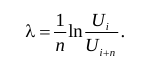 λ = 1/n ln U_i / U_{i+n} .